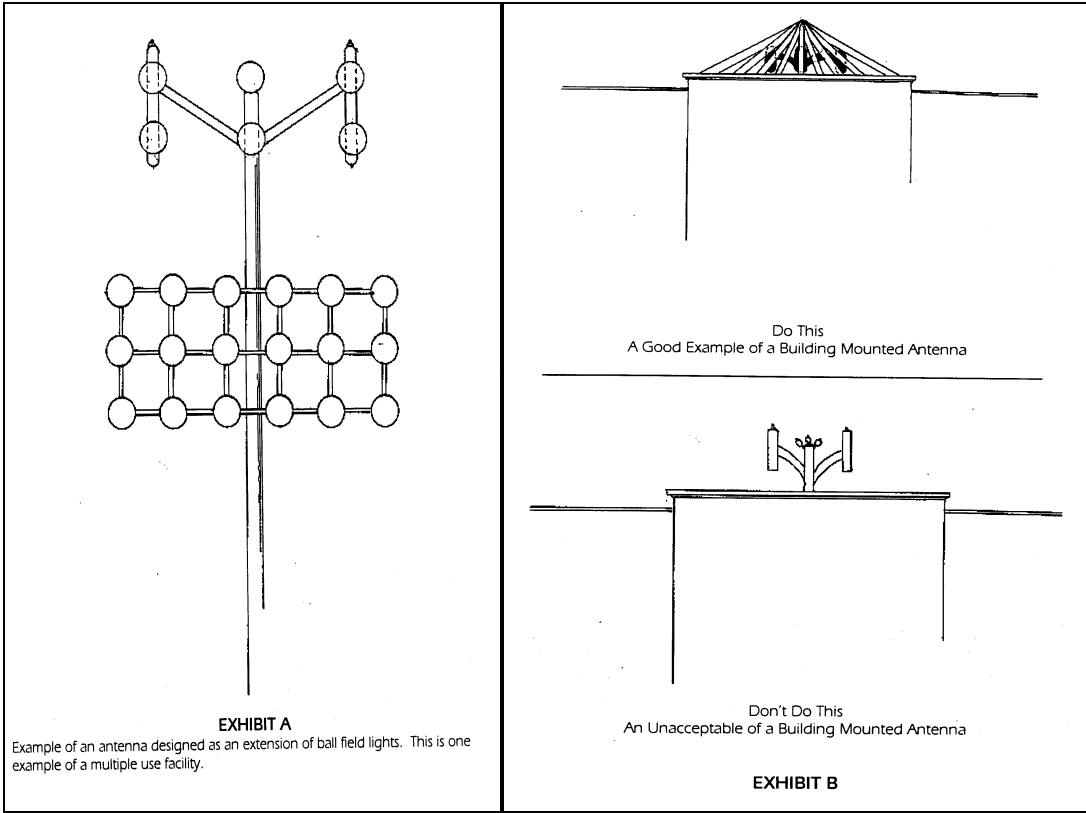 EXHIBIT A
Example of an antenna designed as an extension of ball field lights. This is one
example of a multiple use facility.
Do This
A Good Example of a Building Mounted Antenna
Don't Do This
An Unacceptable of a Building Mounted Antenna
EXHIBIT B